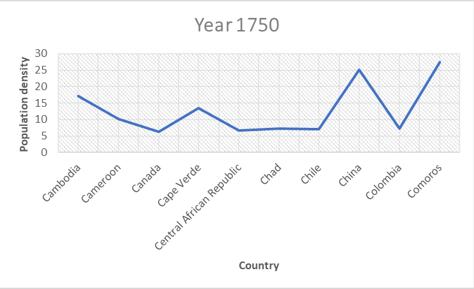 Year 1750
Population density
30
25
20
15
10
5
0
Cambodia
Cameroon
Canada
Cape Verde
Central African Republic
Chad
Chile
China
Colombia
Comoros
Country